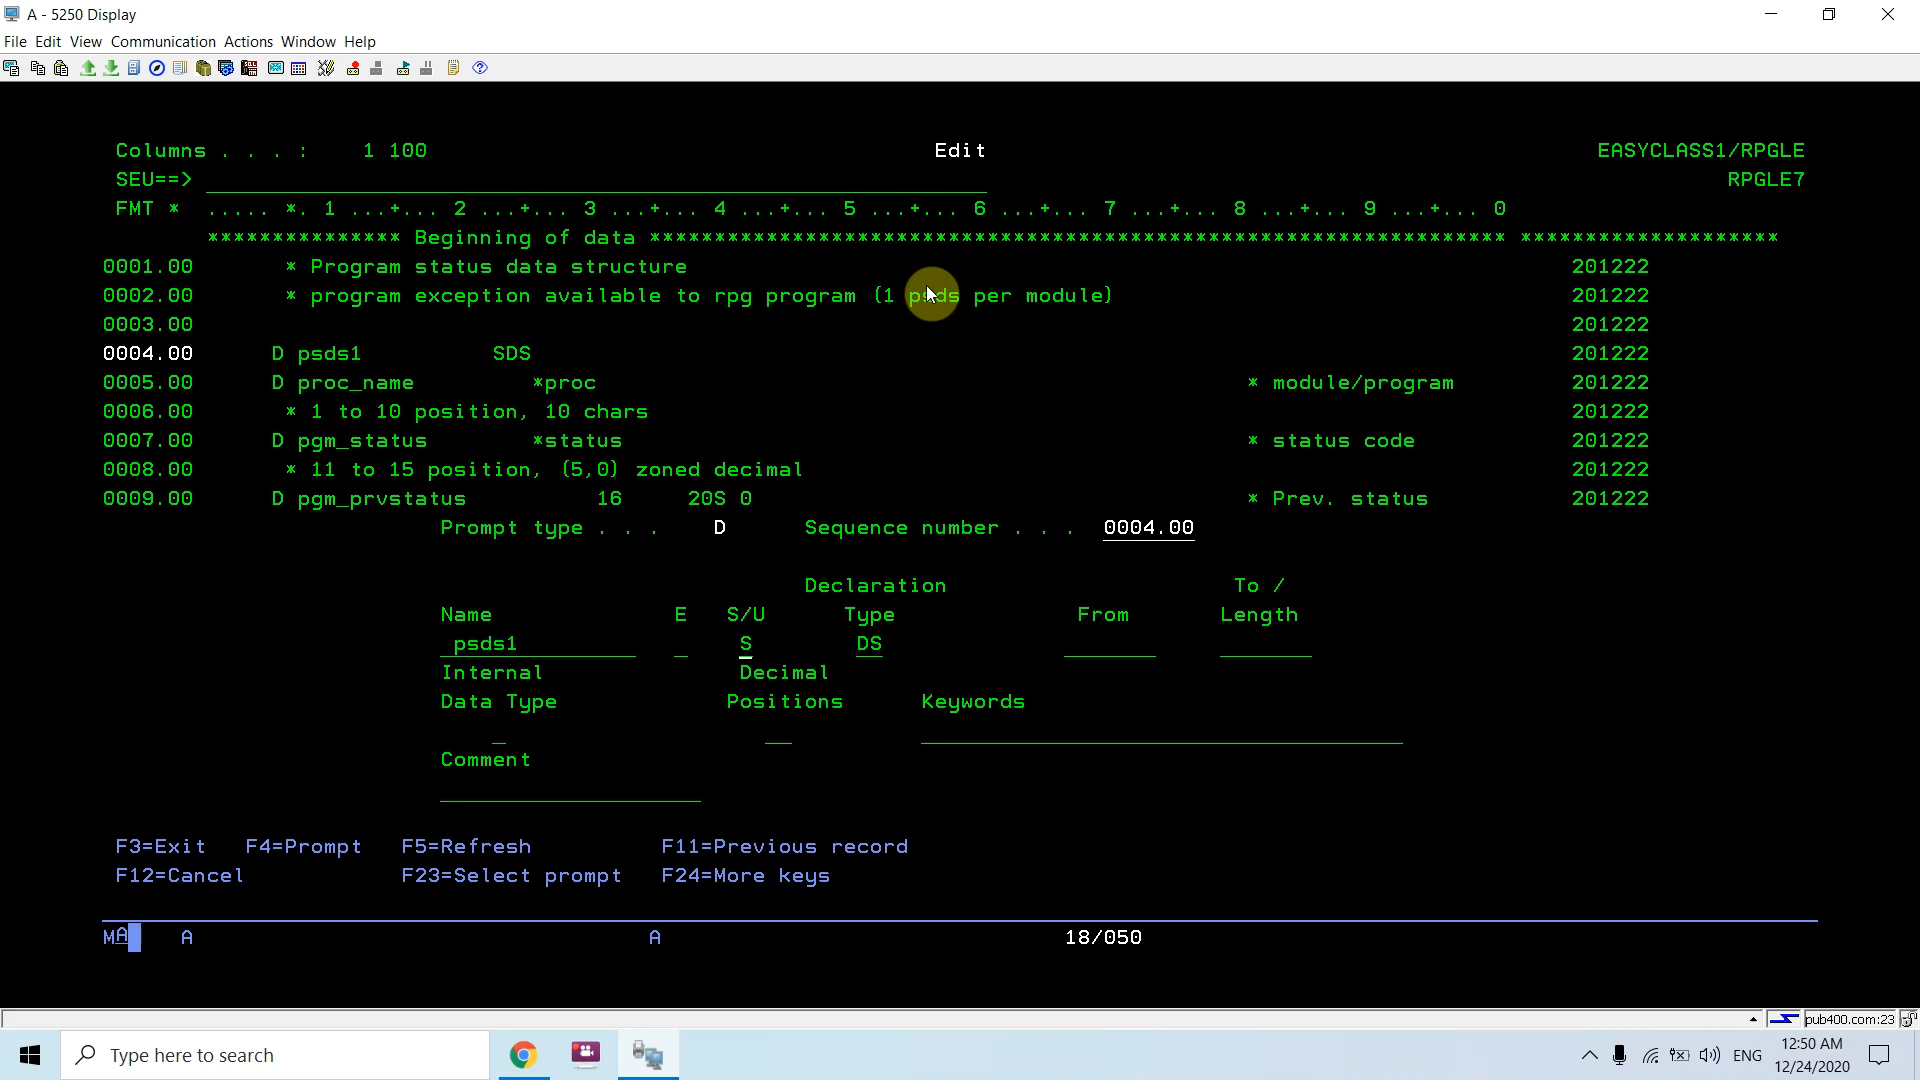 A - 5250 Display
File Edit View Communication Actions Window Help
Columns . . . :    1 100    Edit    EASYCLASS1/RPGLE
SEU==>    RPGLE7
FMT *  ..... *. 1 ...+... 2 ...+... 3 ...+... 4 ...+... 5 ...+... 6 ...+... 7 ...+... 8 ...+... 9 ...+... 0
*************** Beginning of data ****************************************************************** ********************
0001.00    * Program status data structure    201222
0002.00    * program exception available to rpg program (1 psds per module)    201222
0003.00    201222
0004.00    D psds1    SDS    201222
0005.00    D proc_name    *proc    * module/program    201222
0006.00    * 1 to 10 position, 10 chars    201222
0007.00    D pgm_status    *status    * status code    201222
0008.00    * 11 to 15 position, (5,0) zoned decimal    201222
0009.00    D pgm_prvstatus    16    20S 0    * Prev. status    201222
Prompt type . . .    D    Sequence number . . .    0004.00
Declaration    To /
Name    E    S/U    Type    From    Length
psds1    S    DS
Internal    Decimal
Data Type    Positions    Keywords
Comment
F3=Exit    F4=Prompt    F5=Refresh    F11=Previous record
F12=Cancel    F23=Select prompt    F24=More keys
MA    A    A    18/050
pub400.com:23
Type here to search
ENG
12:50 AM
12/24/2020